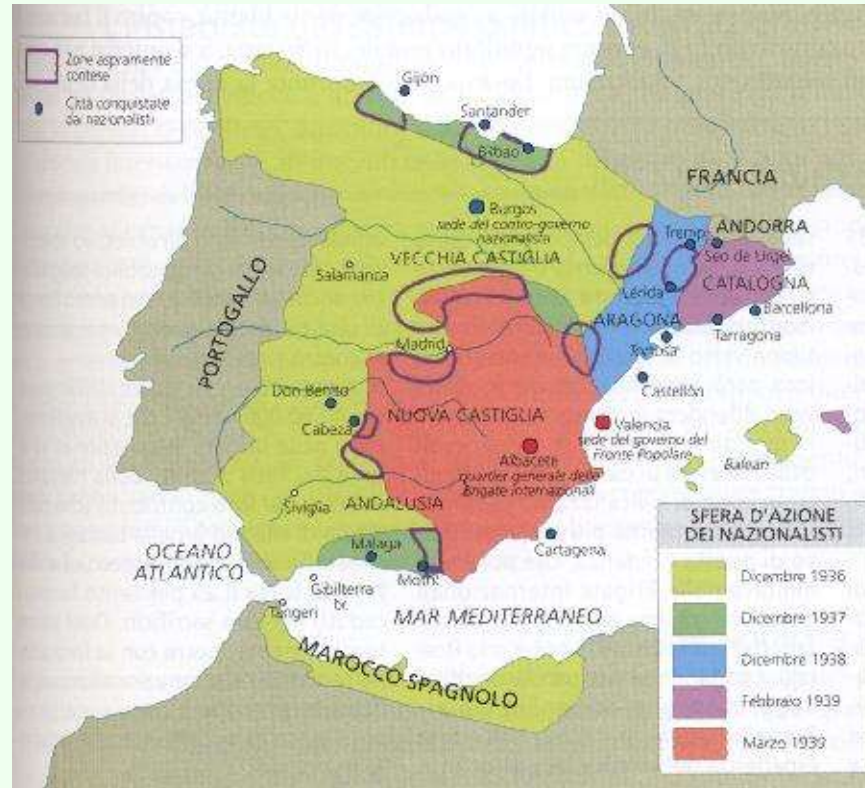 Zone aspramente
contese
Città conquistate
dai nazionalisti
Gijón
Santander
Bilbao
FRANCIA
Burgos
sede del contro-governo
nazionalista
Tremp
ANDORRA
Seo de Urgel
VECCHIA CASTIGLIA
Salamanca
Lérida
CATALOGNA
Barcellona
ARAGONA
Tarragona
PORTOGALLO
Madrid
Tortosa
Castellón
Don Benito
NUOVA CASTIGLIA
Cabeza
Valencia
sede del governo del
Fronte Popolare
Albacete
quartier generale delle
Brigate Internazionali
Baleari
Siviglia
ANDALUSIA
SFERA D'AZIONE
DEI NAZIONALISTI
OCEANO
ATLANTICO
Málaga
Motril
Cartagena
Dicembre 1936
Gibilterra
br.
Tangeri
MAR MEDITERRANEO
Dicembre 1937
MAROCCO SPAGNOLO
Dicembre 1938
Febbraio 1939
Marzo 1939